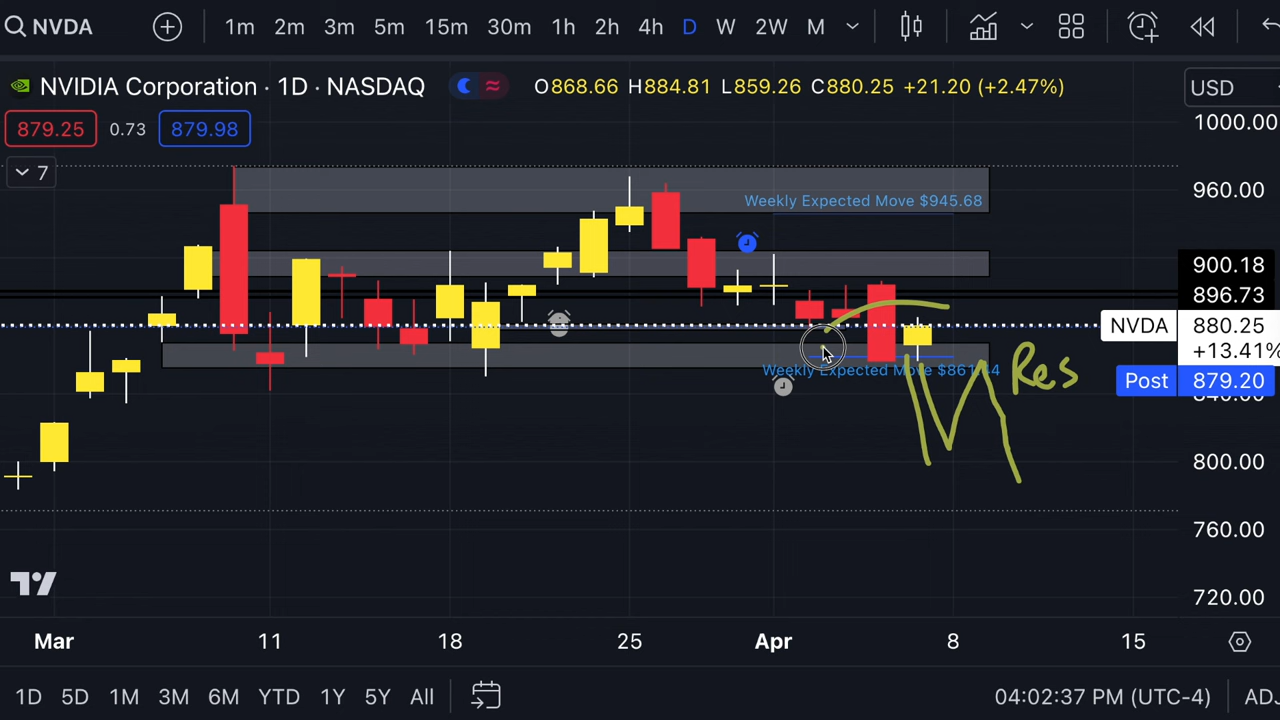 NVDA 1m 2m 3m 5m 15m 30m 1h 2h 4h D W 2W M
NVIDIA Corporation · 1D · NASDAQ O868.66 H884.81 L859.26 C880.25 +21.20 (+2.47%) USD
879.25 0.73 879.98
7
1000.00
960.00
Weekly Expected Move $945.68
900.18
896.73
NVDA 880.25
+13.41%
Weekly Expected Move $861.44
Res
Post 879.20
840.00
800.00
760.00
720.00
Mar 11 18 25 Apr 8 15
1D 5D 1M 3M 6M YTD 1Y 5Y All 04:02:37 PM (UTC-4) ADJ